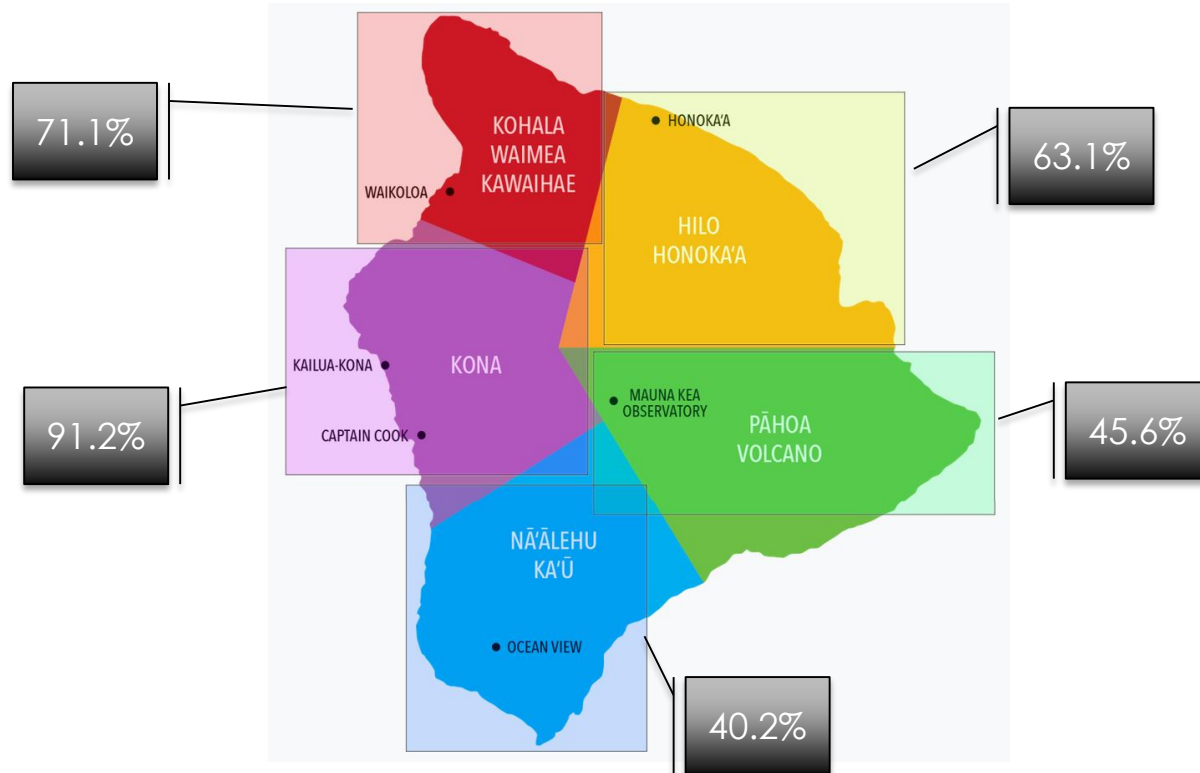 71.1%
KOHALA
WAIMEA
KAWAIHAE
WAIKOLOA
HONOKA'A
63.1%
HILO
HONOKA'A
KAILUA-KONA
KONA
CAPTAIN COOK
91.2%
MAUNA KEA
OBSERVATORY
PĀHOA
VOLCANO
45.6%
NĀ'ĀLEHU
KA'Ū
OCEAN VIEW
40.2%